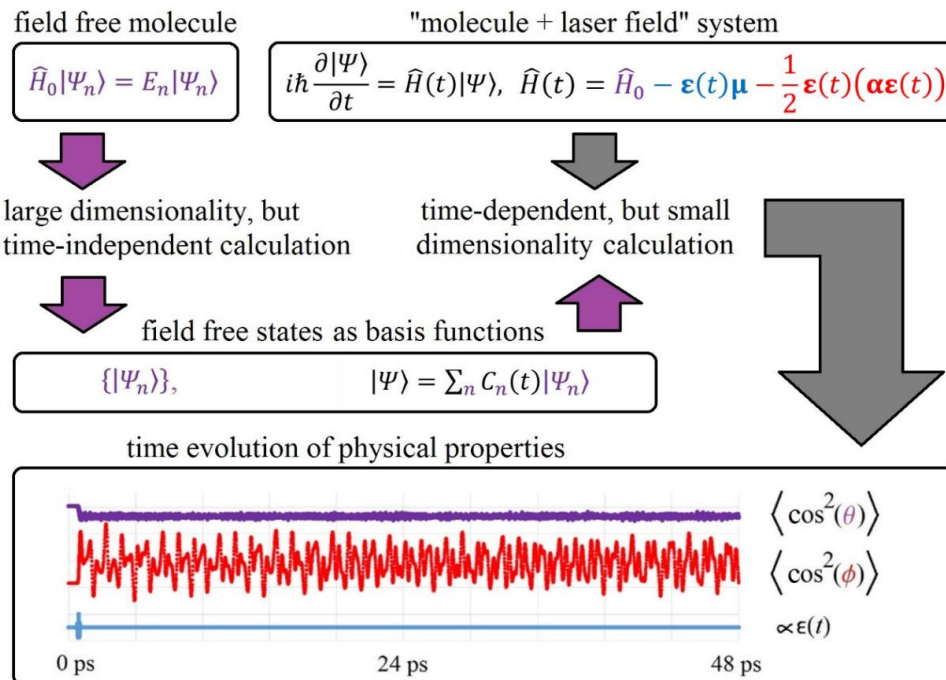 field free molecule
"molecule + laser field" system
Ĥ₀|Ψₙ⟩ = Eₙ|Ψₙ⟩
iħ ∂|Ψ⟩/∂t = Ĥ(t)|Ψ⟩, Ĥ(t) = Ĥ₀ − ε(t)μ − 1/2 ε(t)(αε(t))
large dimensionality, but
time-independent calculation
time-dependent, but small
dimensionality calculation
field free states as basis functions
{|Ψₙ⟩}, |Ψ⟩ = ∑ₙ Cₙ(t)|Ψₙ⟩
time evolution of physical properties
⟨cos²(θ)⟩
⟨cos²(ϕ)⟩
∝ε(t)
0 ps 24 ps 48 ps